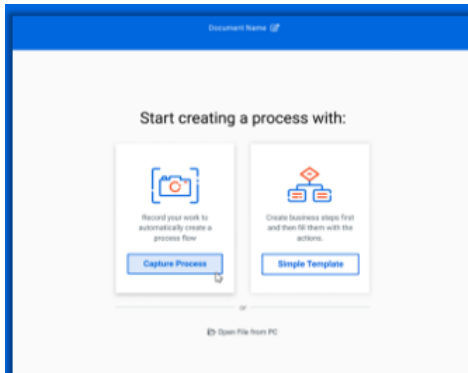 Document Name
Start creating a process with:
Record your work to
automatically create a
process flow
Capture Process
Create business steps first
and then fill them with the
actions.
Simple Template
or
Open File from PC